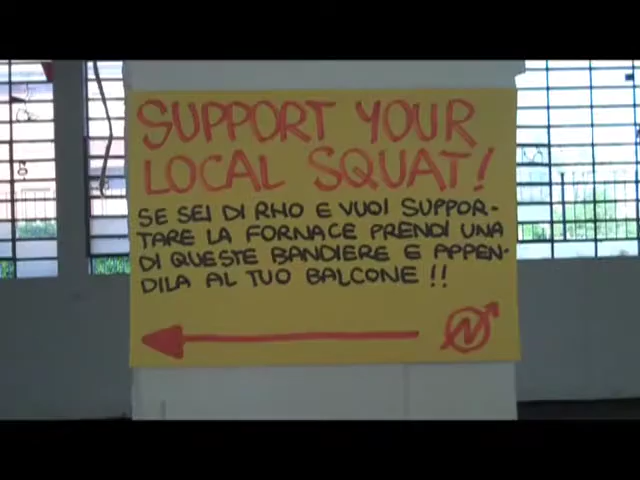 SUPPORT YOUR
LOCAL SQUAT!
SE SEI DI RHO E VUOI SUPPOR-
TARE LA FORNACE PRENDI UNA
DI QUESTE BANDIERE E APPEN-
DILA AL TUO BALCONE!!